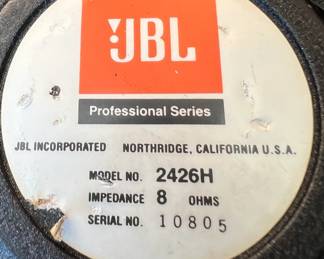 JBL
Professional Series
JBL INCORPORATED NORTHRIDGE, CALIFORNIA U.S.A.
MODEL NO. 2426H
IMPEDANCE 8 OHMS
SERIAL NO. 10805